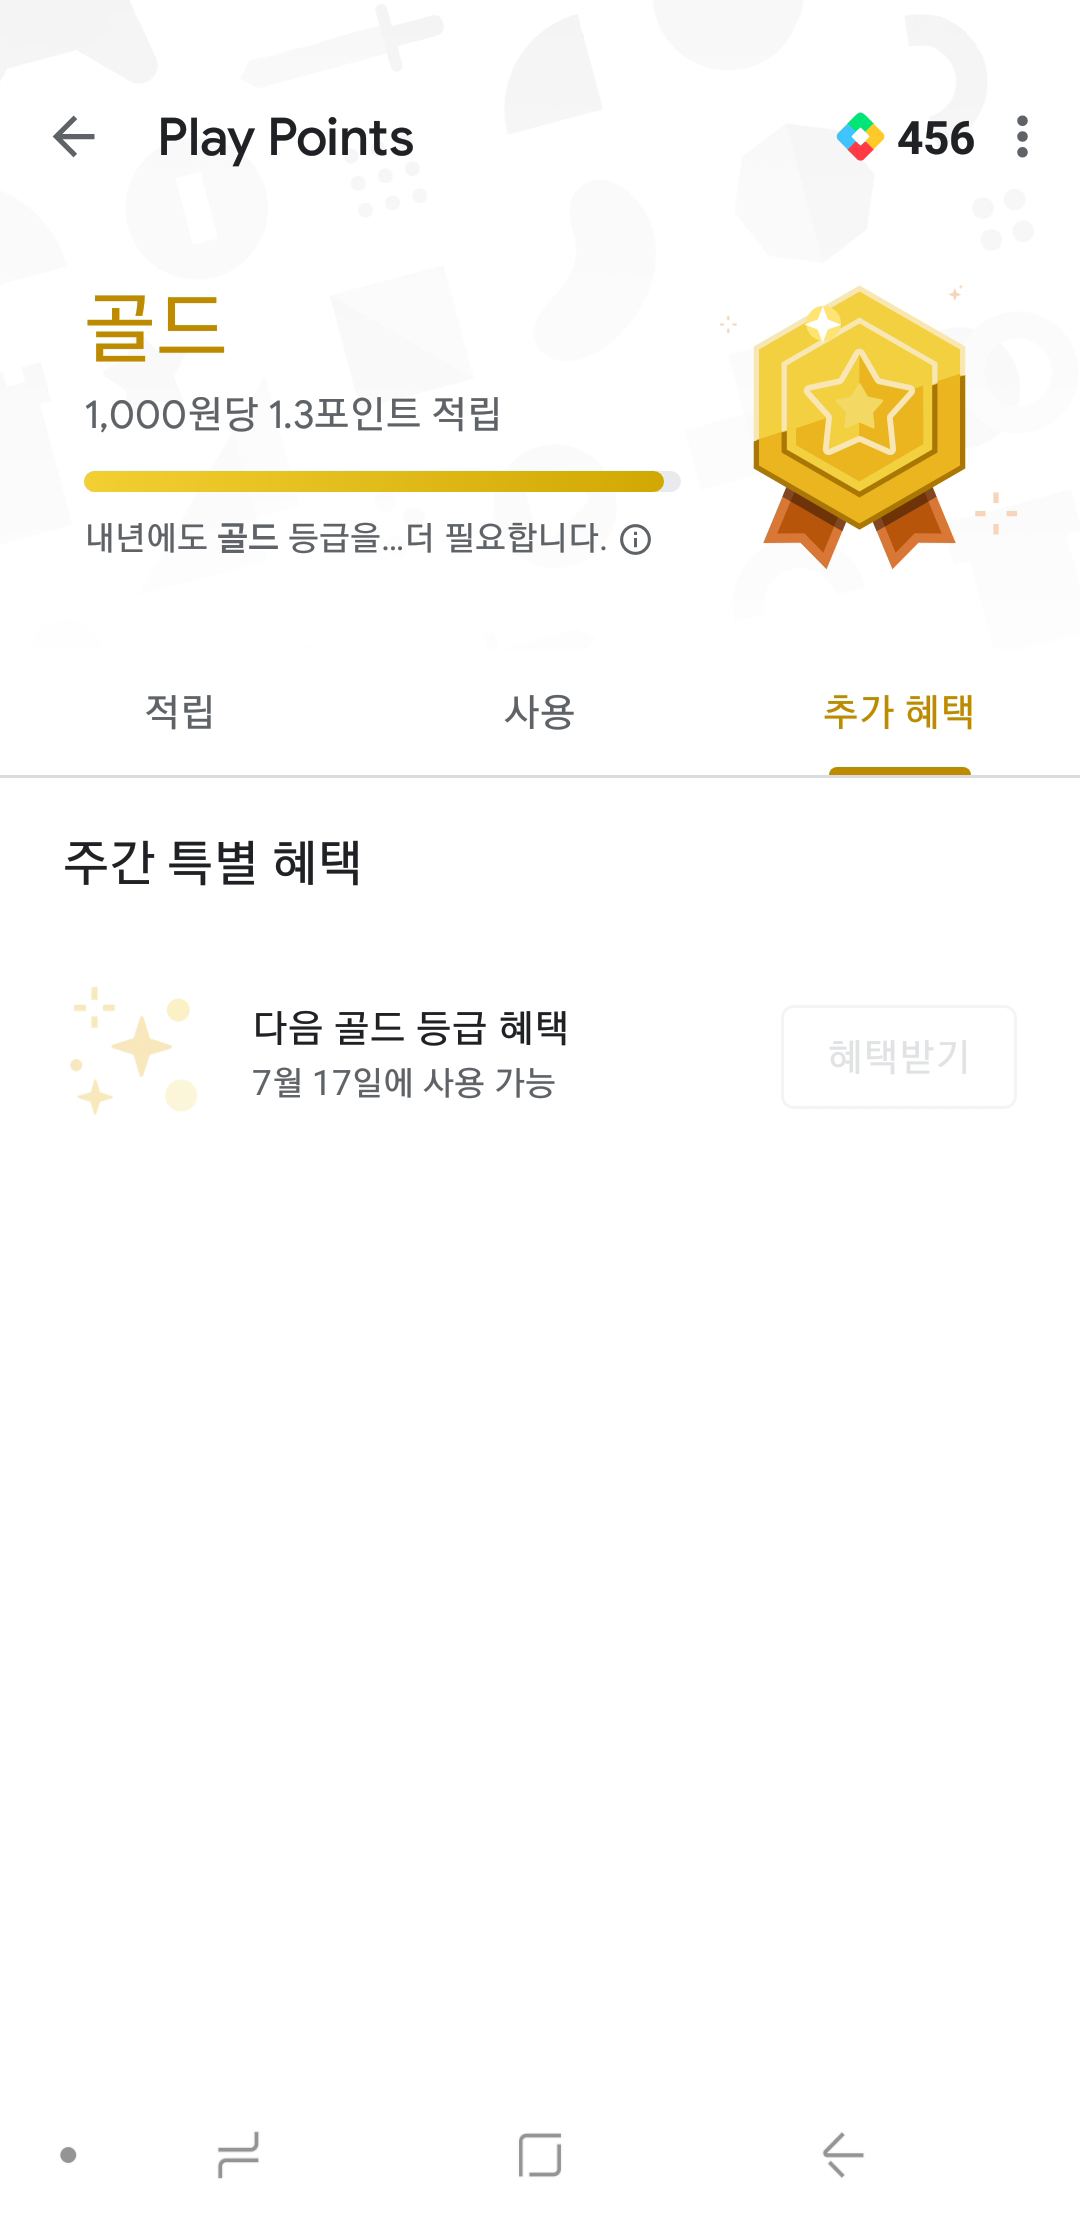 Play Points
456
골드
1,000원당 1.3포인트 적립
내년에도 골드 등급을...더 필요합니다.
적립
사용
추가 혜택
주간 특별 혜택
다음 골드 등급 혜택
7월 17일에 사용 가능
혜택받기